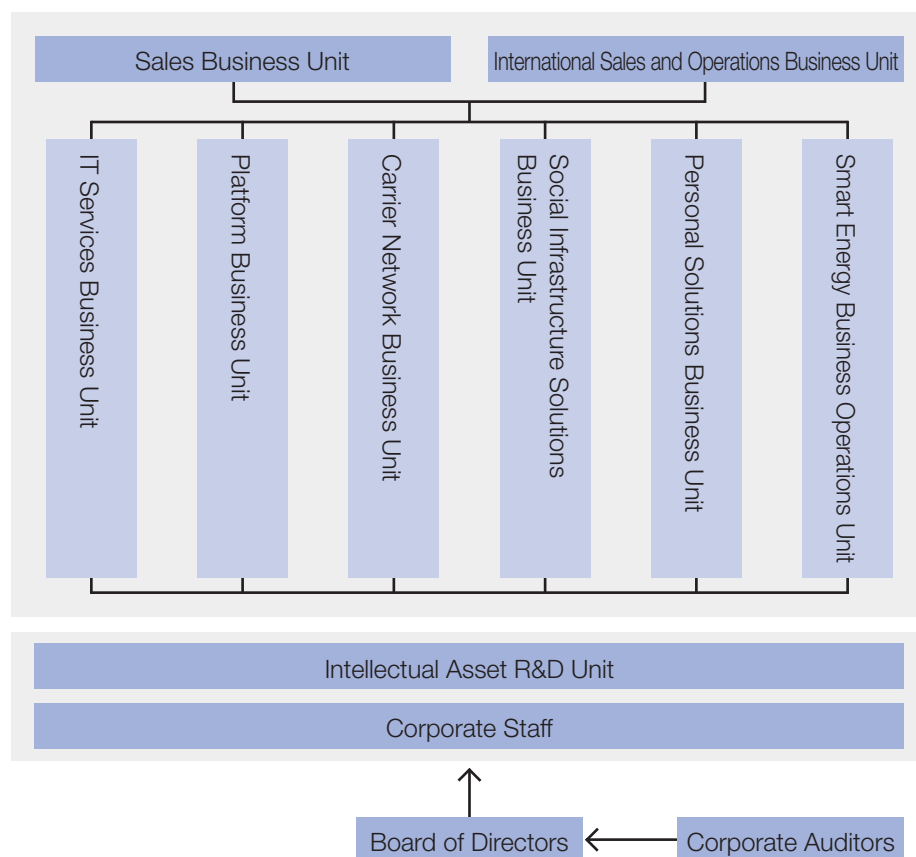 Sales Business Unit
International Sales and Operations Business Unit
IT Services Business Unit
Platform Business Unit
Carrier Network Business Unit
Social Infrastructure Solutions
Business Unit
Personal Solutions Business Unit
Smart Energy Business Operations Unit
Intellectual Asset R&D Unit
Corporate Staff
Board of Directors
Corporate Auditors